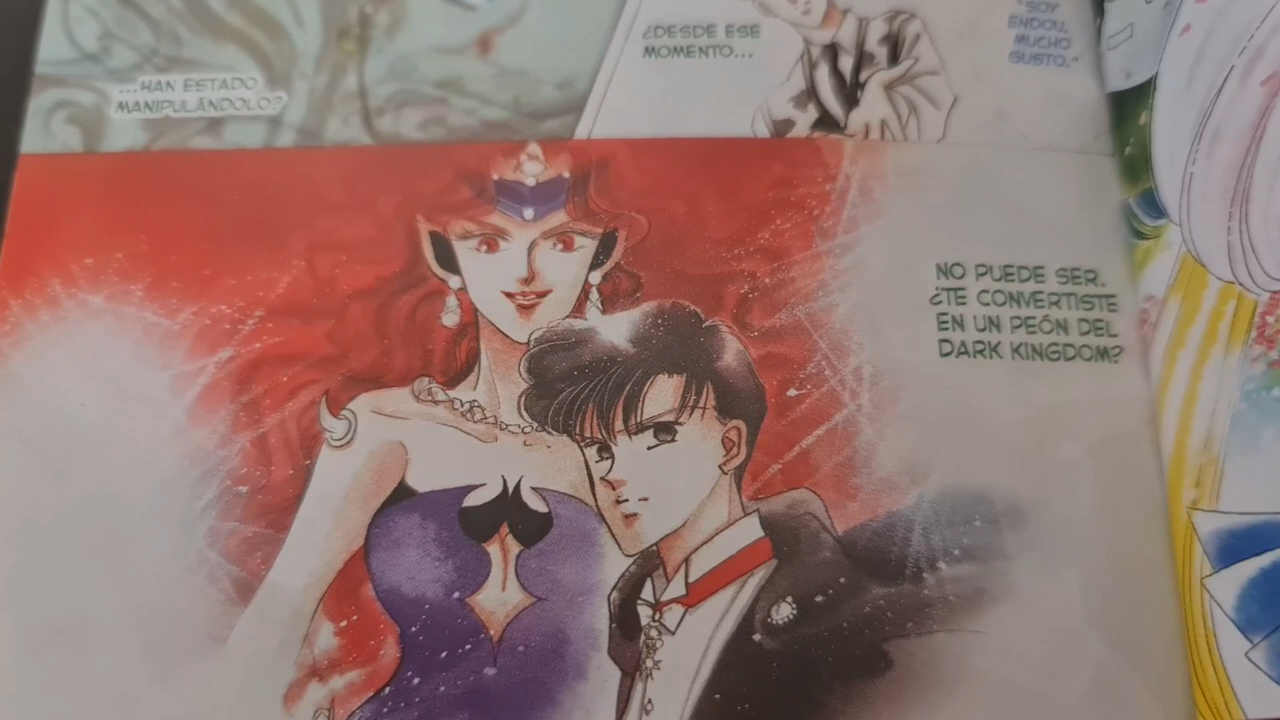 ...HAN ESTADO
MANIPULÁNDOLO?
¿DESDE ESE
MOMENTO...
"SOY
ENDOU,
MUCHO
GUSTO."
NO PUEDE SER.
¿TE CONVERTISTE
EN UN PEÓN DEL
DARK KINGDOM?